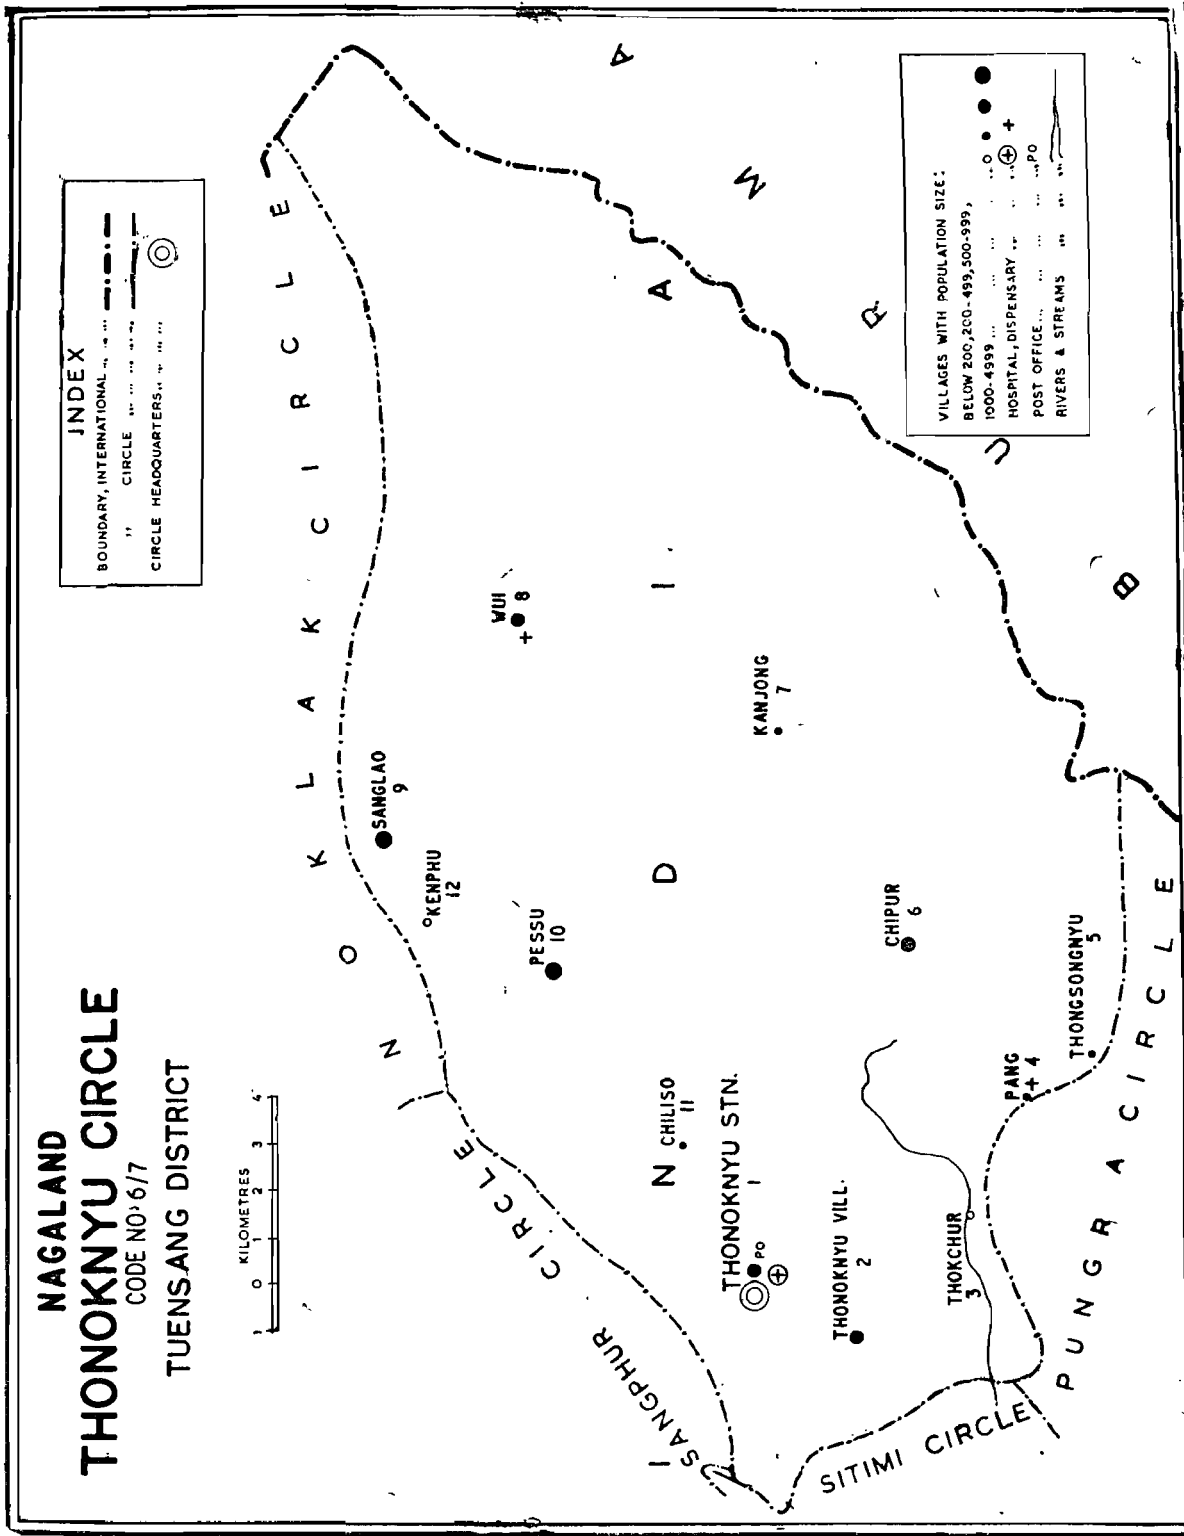 NAGALAND
THONOKNYU CIRCLE
CODE NO. 6/7
TUENSANG DISTRICT
KILOMETRES
1 0 1 2 3 4
INDEX
BOUNDARY, INTERNATIONAL
,, CIRCLE
CIRCLE HEADQUARTERS
NOKLAK CIRCLE
SANGPHUR CIRCLE
SITIMI CIRCLE
PUNGRA CIRCLE
INDIA
BURMA
SANGLAO
9
KENPHU
12
WUI
8
PESSU
10
KANJONG
7
CHILISO
11
THONOKNYU STN.
1
PO
THONOKNYU VILL.
2
CHIPUR
6
THOKCHUR
3
PANG
4
THONGSONGNYU
5
VILLAGES WITH POPULATION SIZE:
BELOW 200, 200-499, 500-999,
1000-4999
HOSPITAL, DISPENSARY
POST OFFICE PO
RIVERS & STREAMS